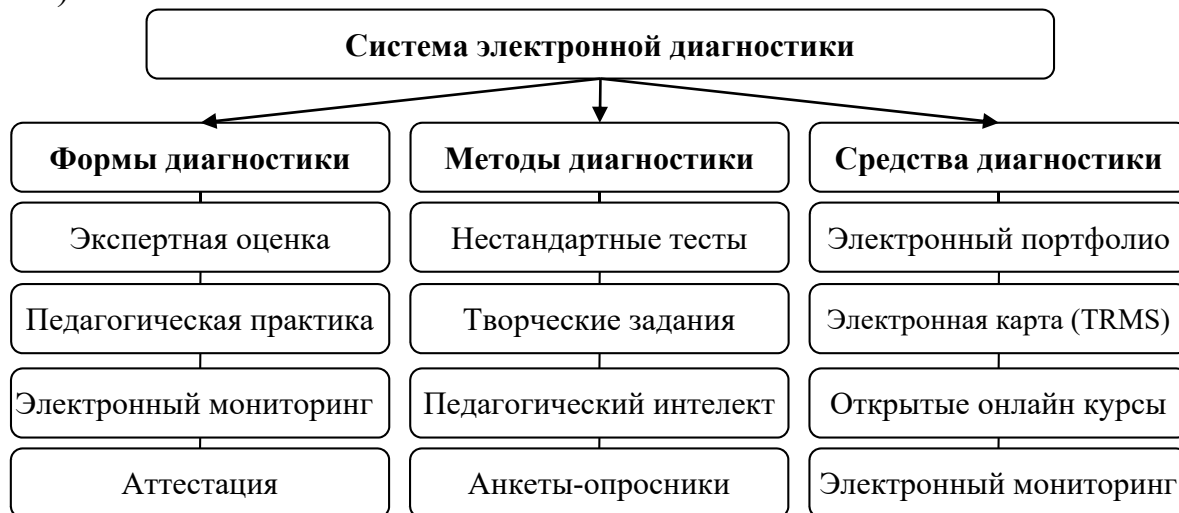 )
Система электронной диагностики
Формы диагностики
Методы диагностики
Средства диагностики
Экспертная оценка
Нестандартные тесты
Электронный портфолио
Педагогическая практика
Творческие задания
Электронная карта (TRMS)
Электронный мониторинг
Педагогический интелект
Открытые онлайн курсы
Аттестация
Анкеты-опросники
Электронный мониторинг